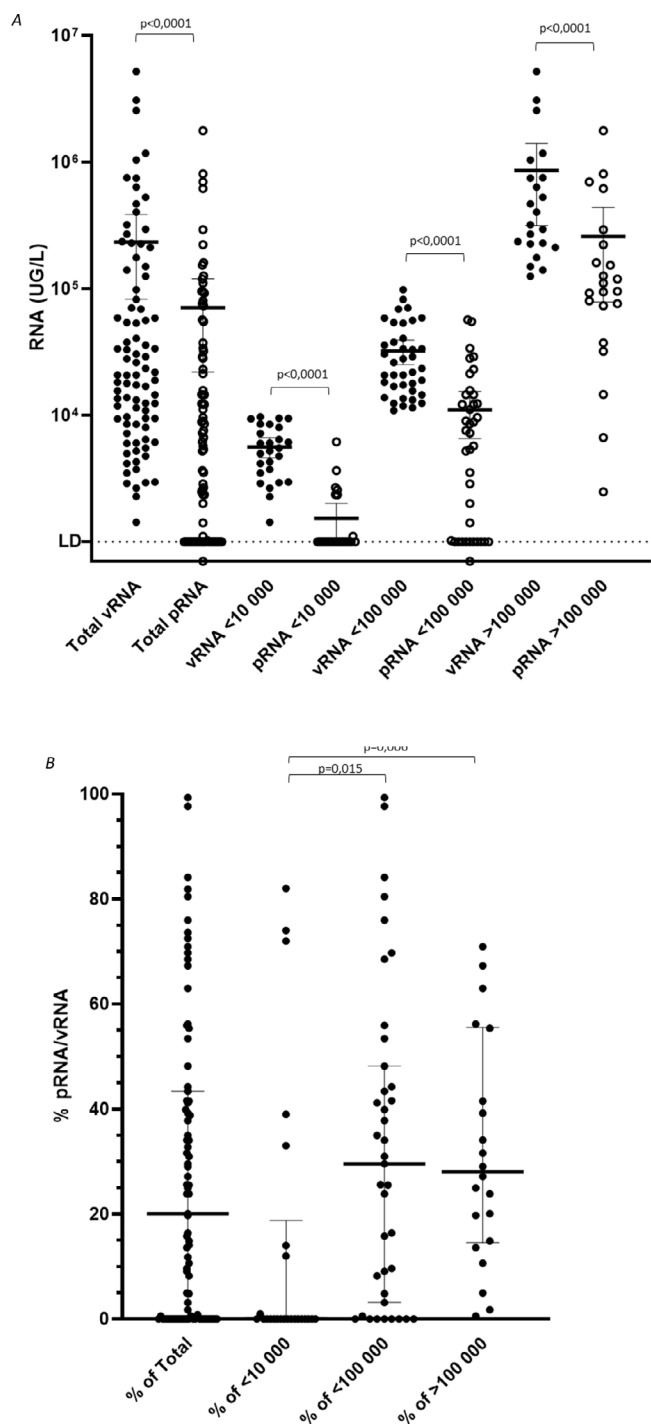 A
p<0,0001
p<0,0001
p<0,0001
p<0,0001
RNA (UG/L)
10⁷
10⁶
10⁵
10⁴
LD
Total vRNA
Total pRNA
vRNA <10 000
pRNA <10 000
vRNA <100 000
pRNA <100 000
vRNA >100 000
pRNA >100 000
B
p=0,015
% pRNA/vRNA
100
80
60
40
20
0
% of Total
% of <10 000
% of <100 000
% of >100 000